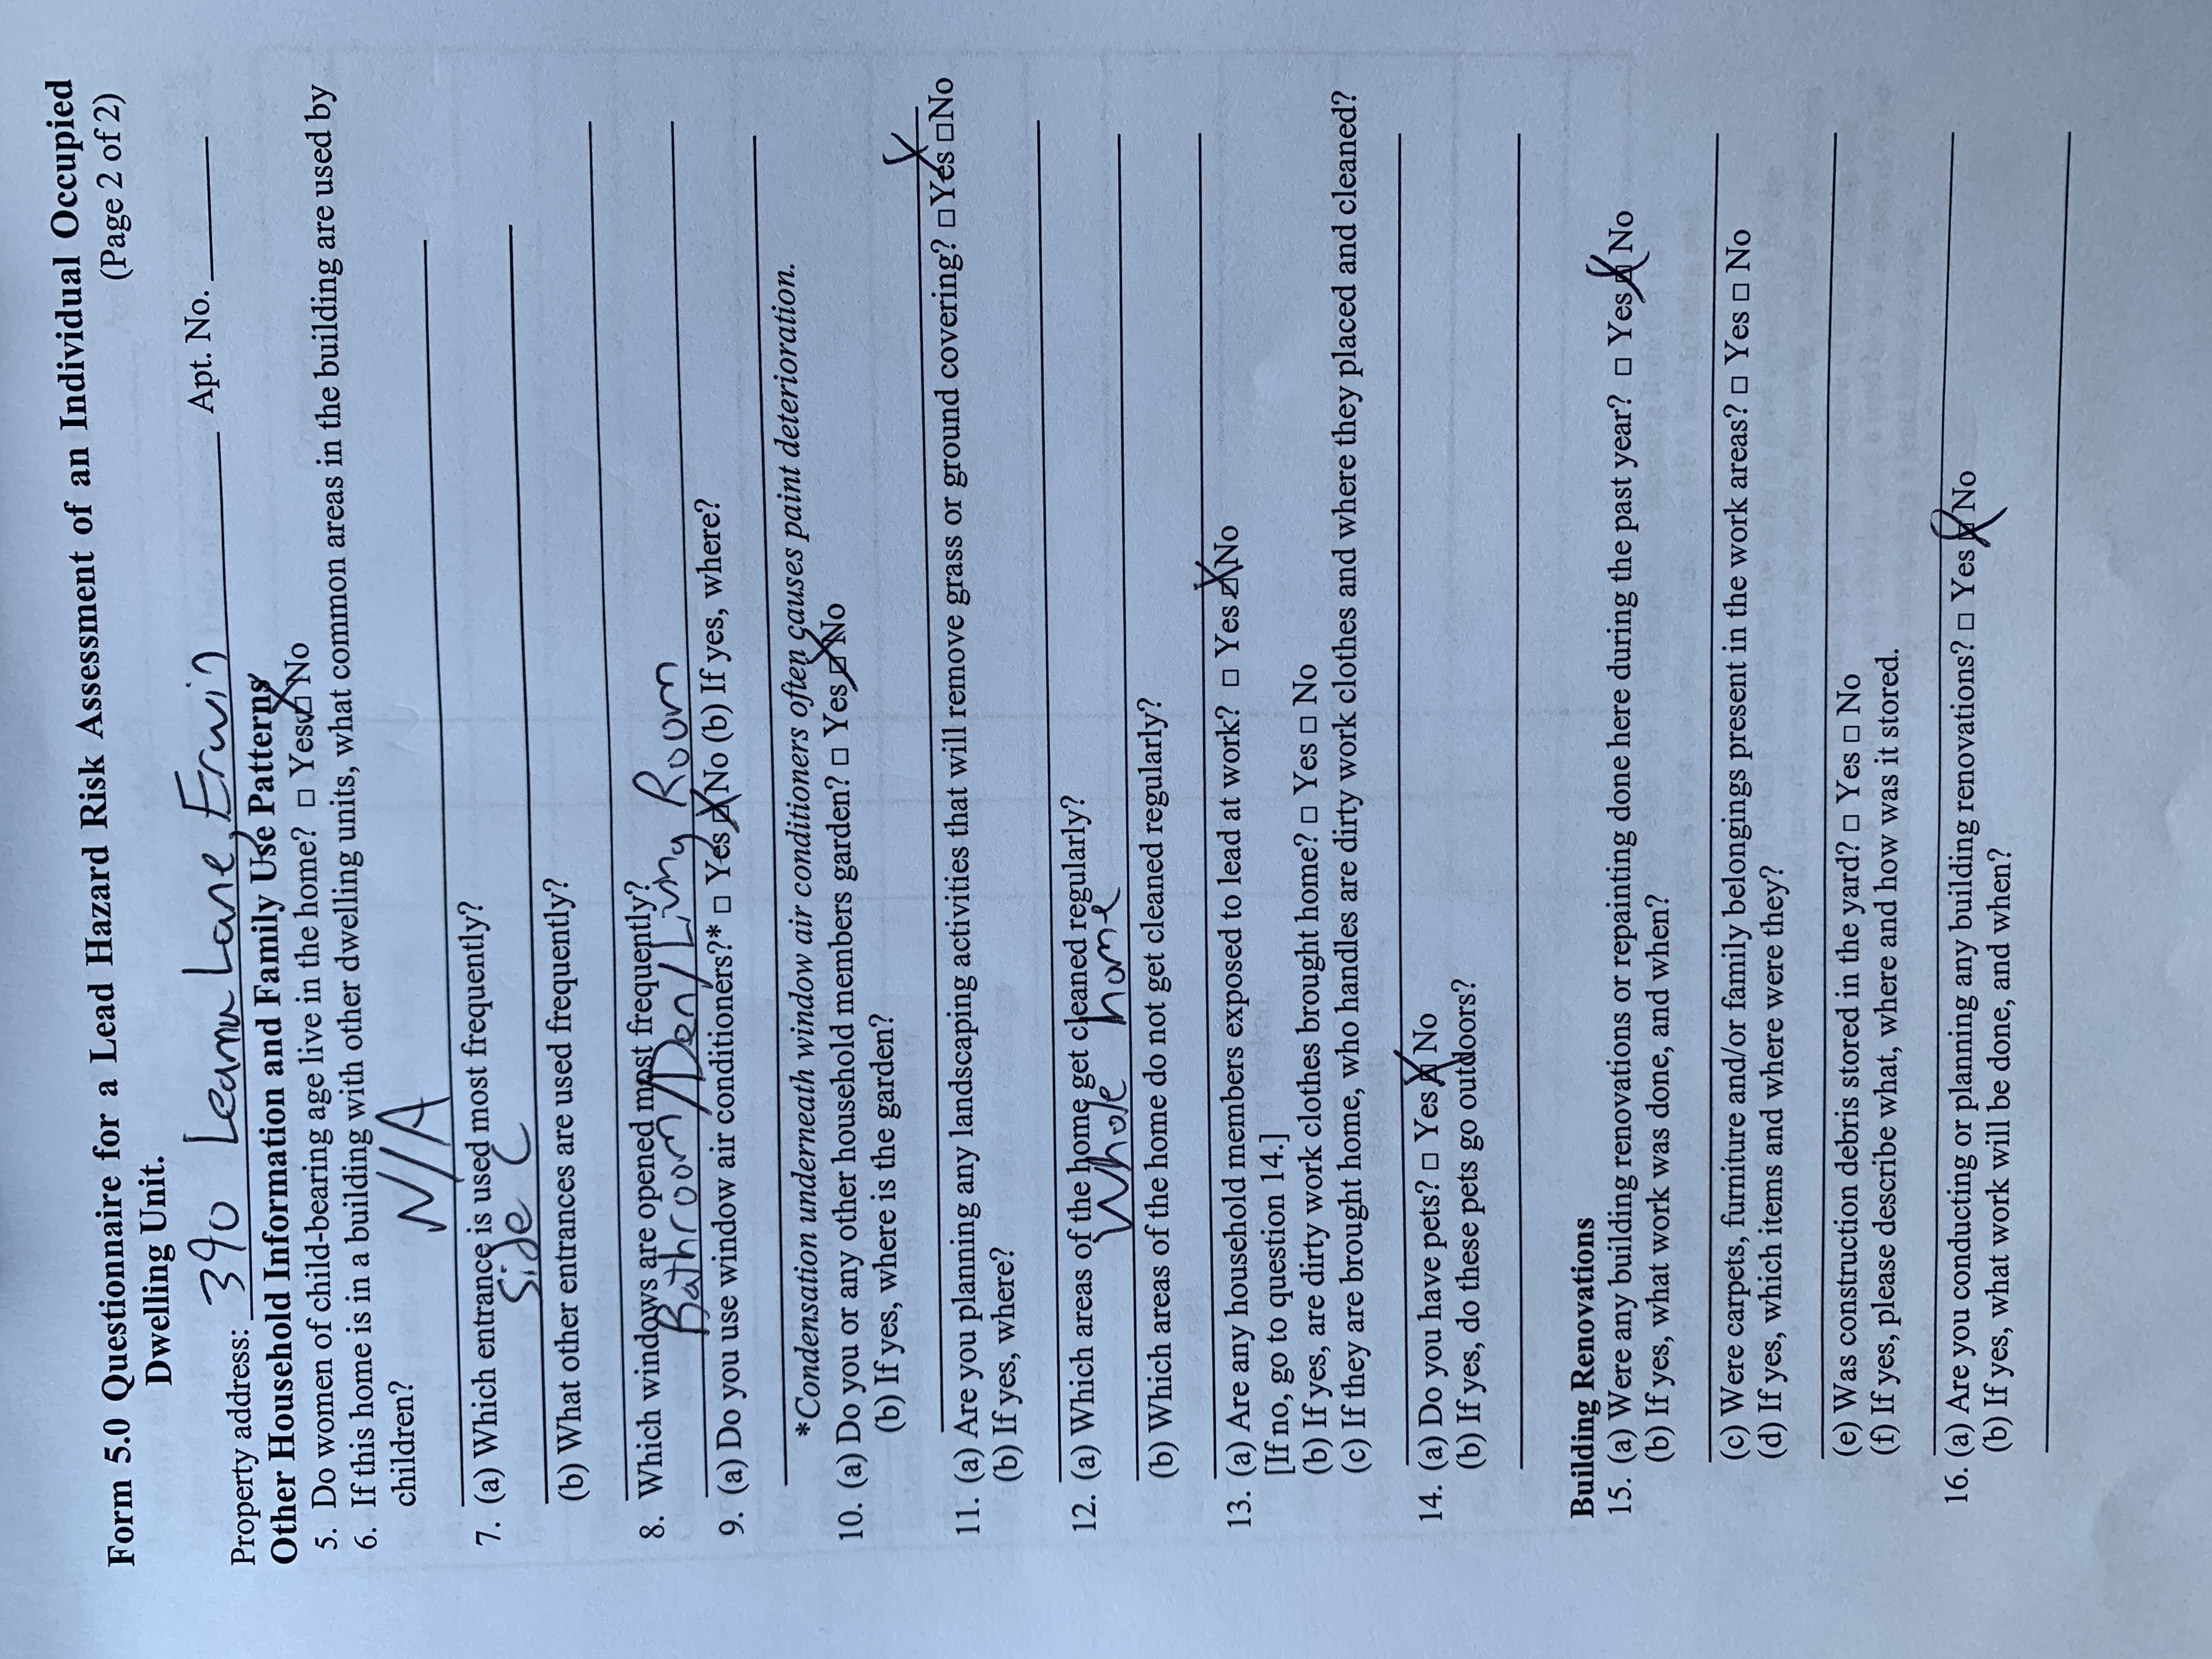 Form 5.0 Questionnaire for a Lead Hazard Risk Assessment of an Individual Occupied
Dwelling Unit. (Page 2 of 2)
Property address: 390 Leanna Lane, Erwin Apt. No.
Other Household Information and Family Use Patterns
5. Do women of child-bearing age live in the home? □ Yes ☒ No
6. If this home is in a building with other dwelling units, what common areas in the building are used by
children?
N/A
7. (a) Which entrance is used most frequently?
Side C
(b) What other entrances are used frequently?
8. Which windows are opened most frequently?
Bathroom/Den/Living Room
9. (a) Do you use window air conditioners?* □ Yes ☒ No (b) If yes, where?
*Condensation underneath window air conditioners often causes paint deterioration.
10. (a) Do you or any other household members garden? □ Yes ☒ No
(b) If yes, where is the garden?
11. (a) Are you planning any landscaping activities that will remove grass or ground covering? □Yes □No
X
(b) If yes, where?
12. (a) Which areas of the home get cleaned regularly?
Whole home
(b) Which areas of the home do not get cleaned regularly?
13. (a) Are any household members exposed to lead at work? □ Yes ☒ No
[If no, go to question 14.]
(b) If yes, are dirty work clothes brought home? □ Yes □ No
(c) If they are brought home, who handles are dirty work clothes and where they placed and cleaned?
14. (a) Do you have pets? □ Yes ☒ No
(b) If yes, do these pets go outdoors?
Building Renovations
15. (a) Were any building renovations or repainting done here during the past year? □ Yes ☒ No
(b) If yes, what work was done, and when?
(c) Were carpets, furniture and/or family belongings present in the work areas? □ Yes □ No
(d) If yes, which items and where were they?
(e) Was construction debris stored in the yard? □ Yes □ No
(f) If yes, please describe what, where and how was it stored.
16. (a) Are you conducting or planning any building renovations? □ Yes ☒ No
(b) If yes, what work will be done, and when?